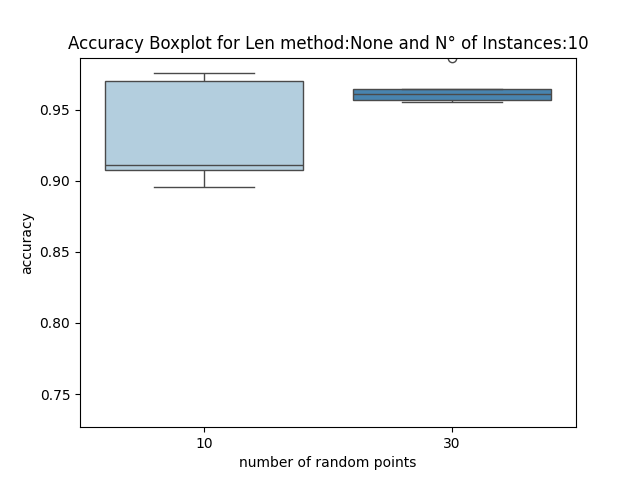 Accuracy Boxplot for Len method:None and N° of Instances:10
0.95
0.90
0.85
0.80
0.75
accuracy
10 30
number of random points